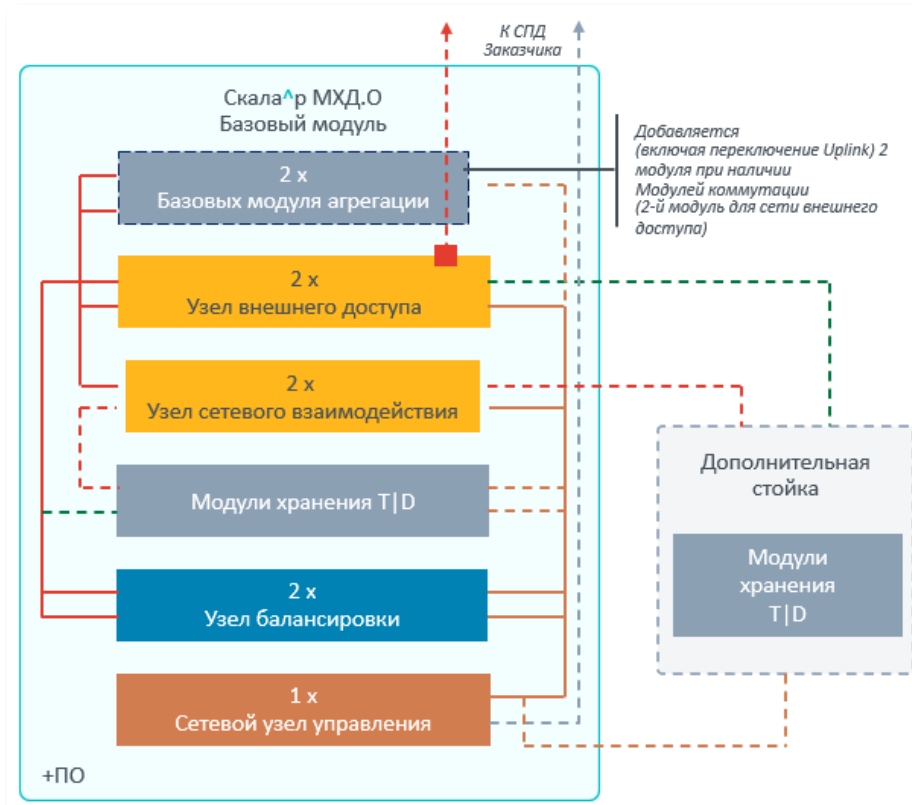 К СПД
Заказчика
Скала^р МХД.О
Базовый модуль
Добавляется
(включая переключение Uplink) 2
модуля при наличии
Модулей коммутации
(2-й модуль для сети внешнего
доступа)
2 x
Базовых модуля агрегации
2 x
Узел внешнего доступа
2 x
Узел сетевого взаимодействия
Дополнительная
стойка
Модули хранения T|D
Модули
хранения
T|D
2 x
Узел балансировки
1 x
Сетевой узел управления
+ПО